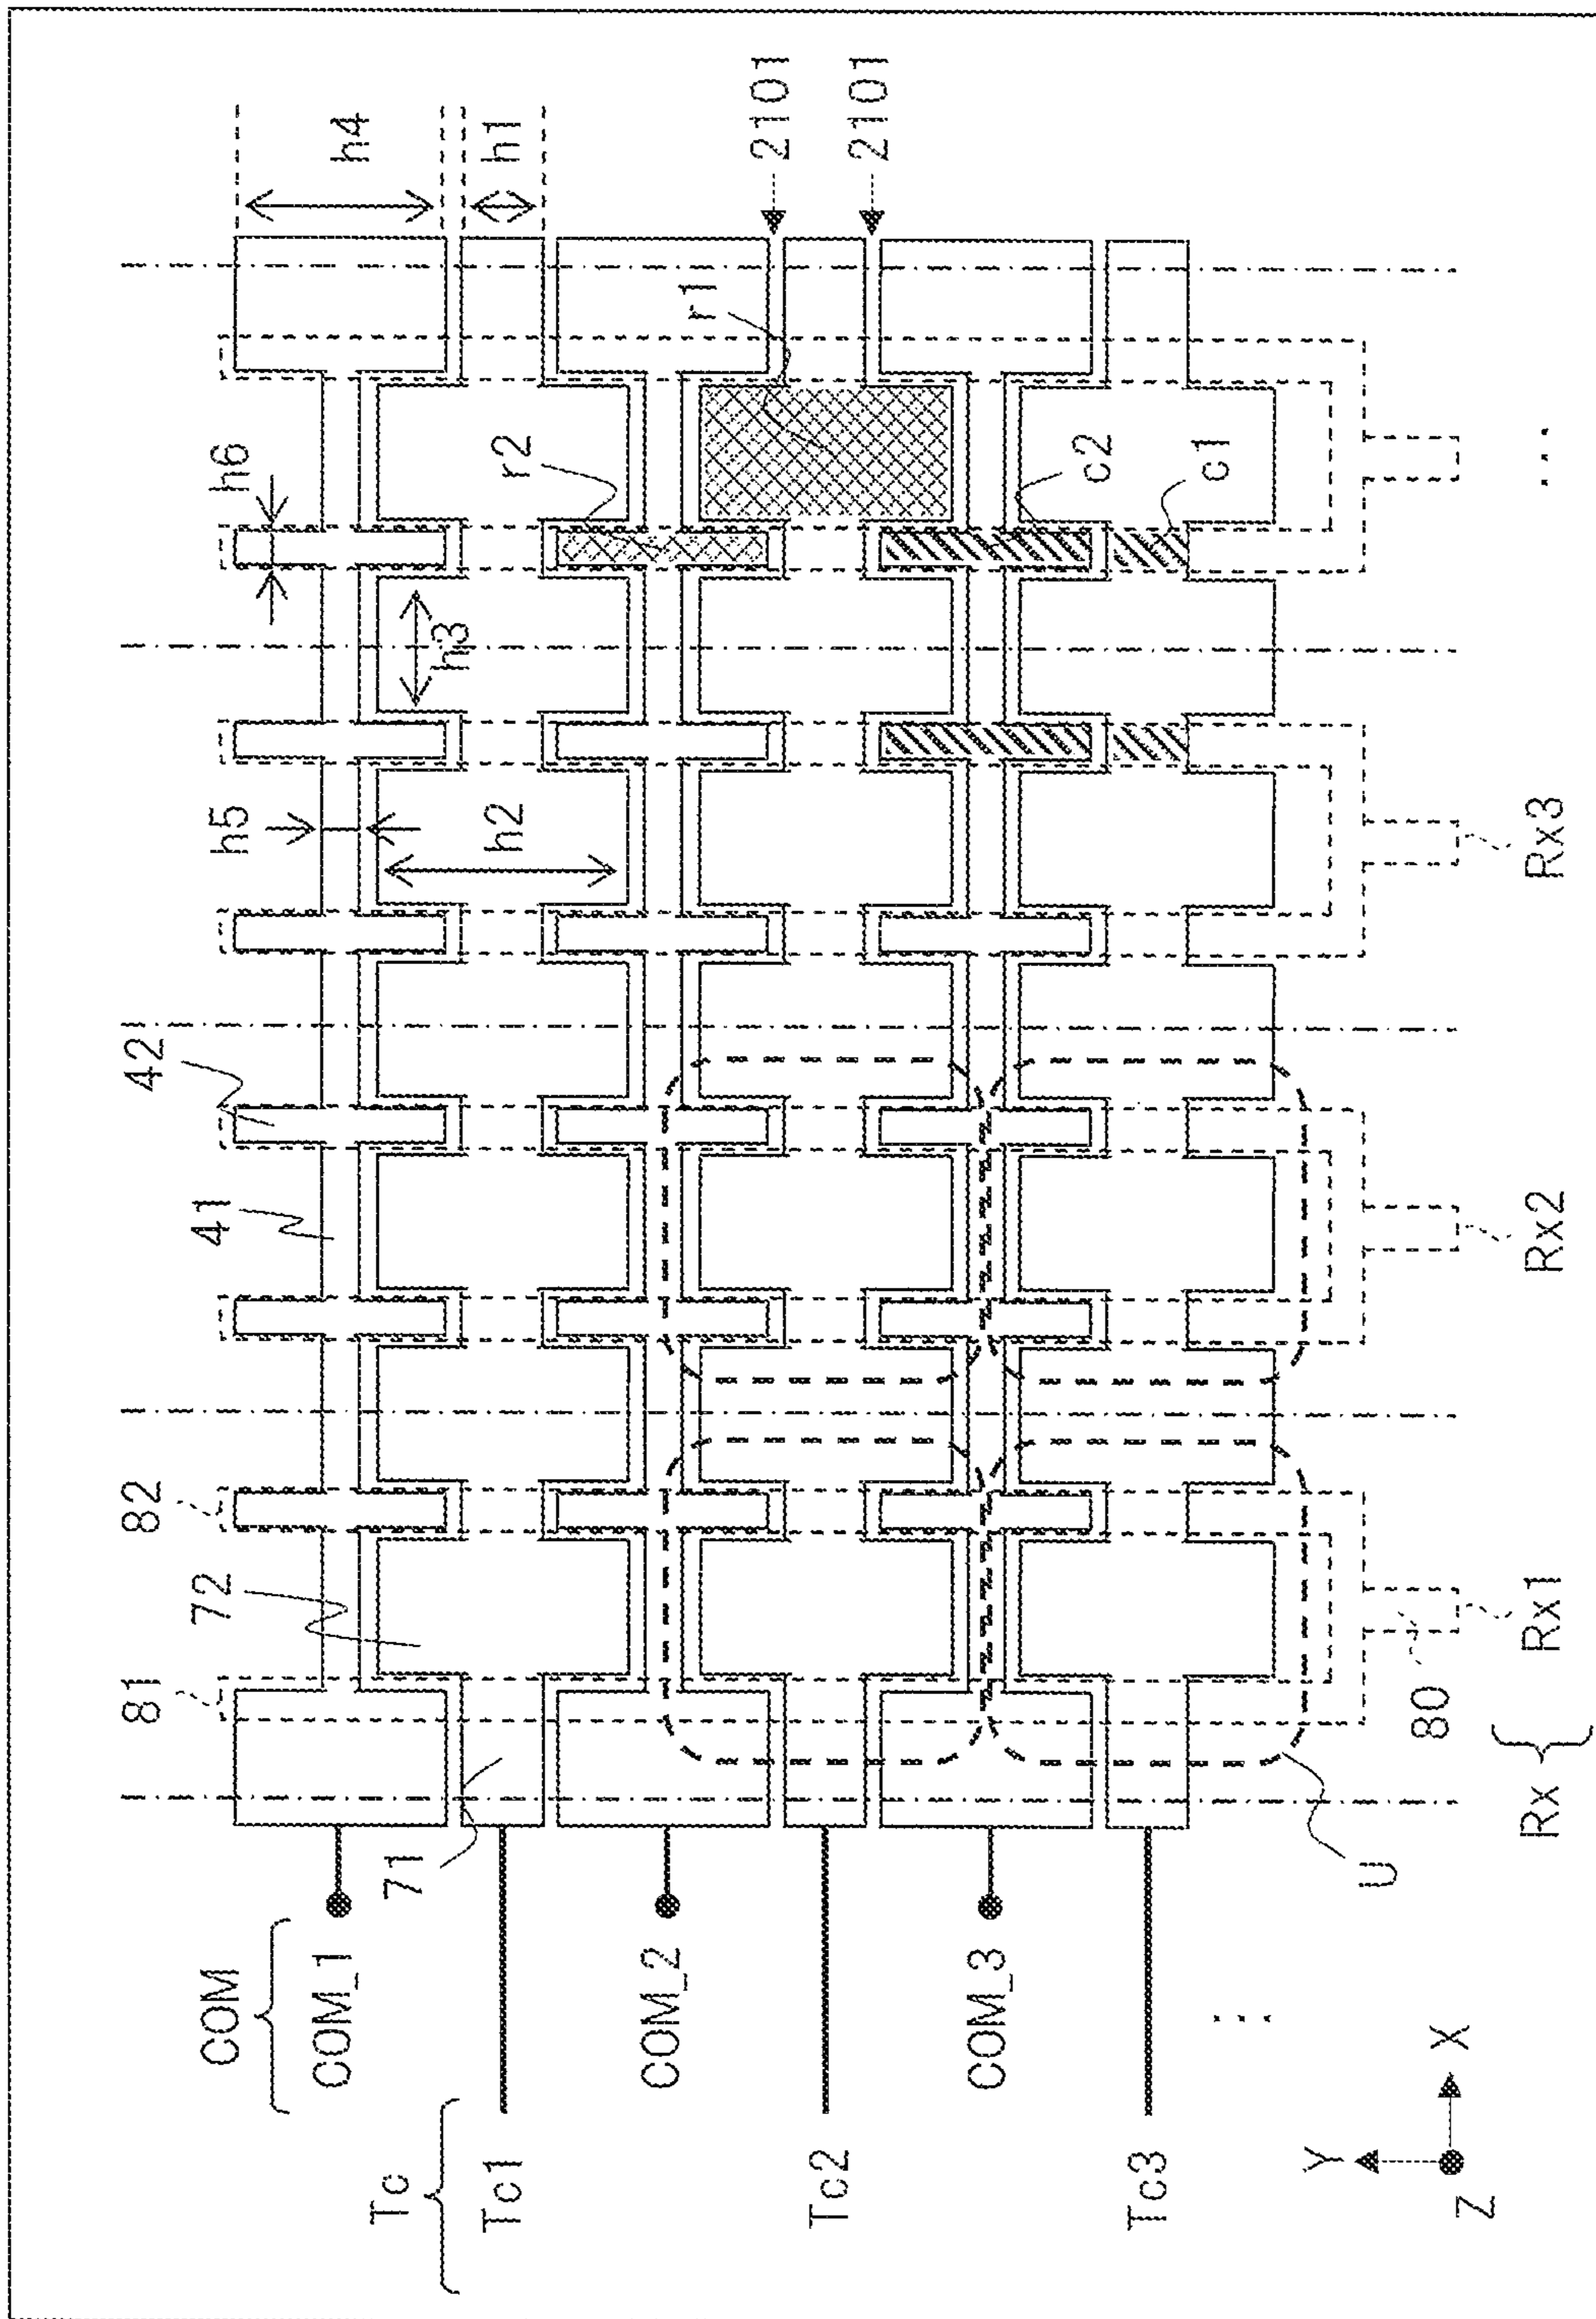 81
82
42
COM
72
41
h5
h6
COM_1
h4
Tc
71
h3
Tc1
h2
r2
h1
COM_2
r1
2101
Tc2
2101
COM_3
c2
Tc3
c1
⋮
Y
U
80
X
Z
Rx
Rx1
Rx2
Rx3
...